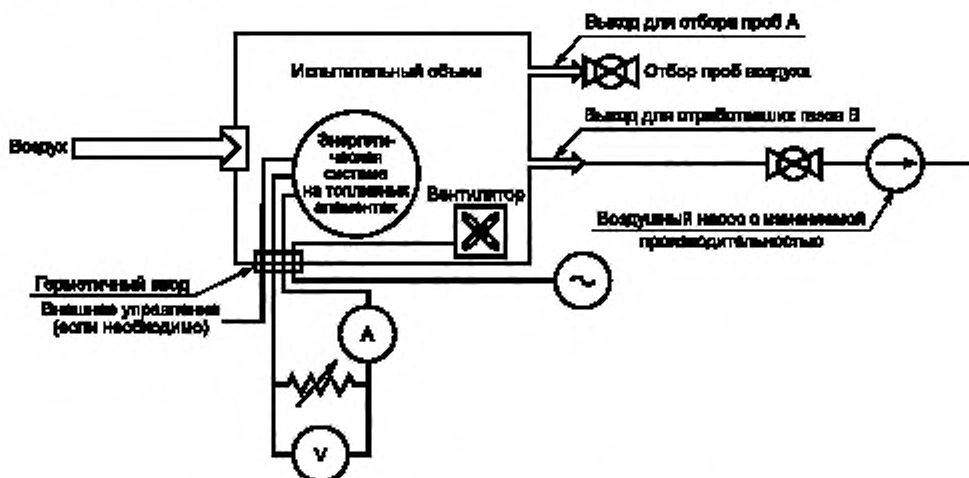 Выход для отбора проб А
Испытательный объем
Отбор проб воздуха
Выход для отработавших газов В
Воздух
Энергети-
ческая
система
на топливных
элементах
Вентилятор
Воздушный насос с изменяемой
производительностью
Герметичный ввод
Внешнее управление
(если необходимо)
А
V